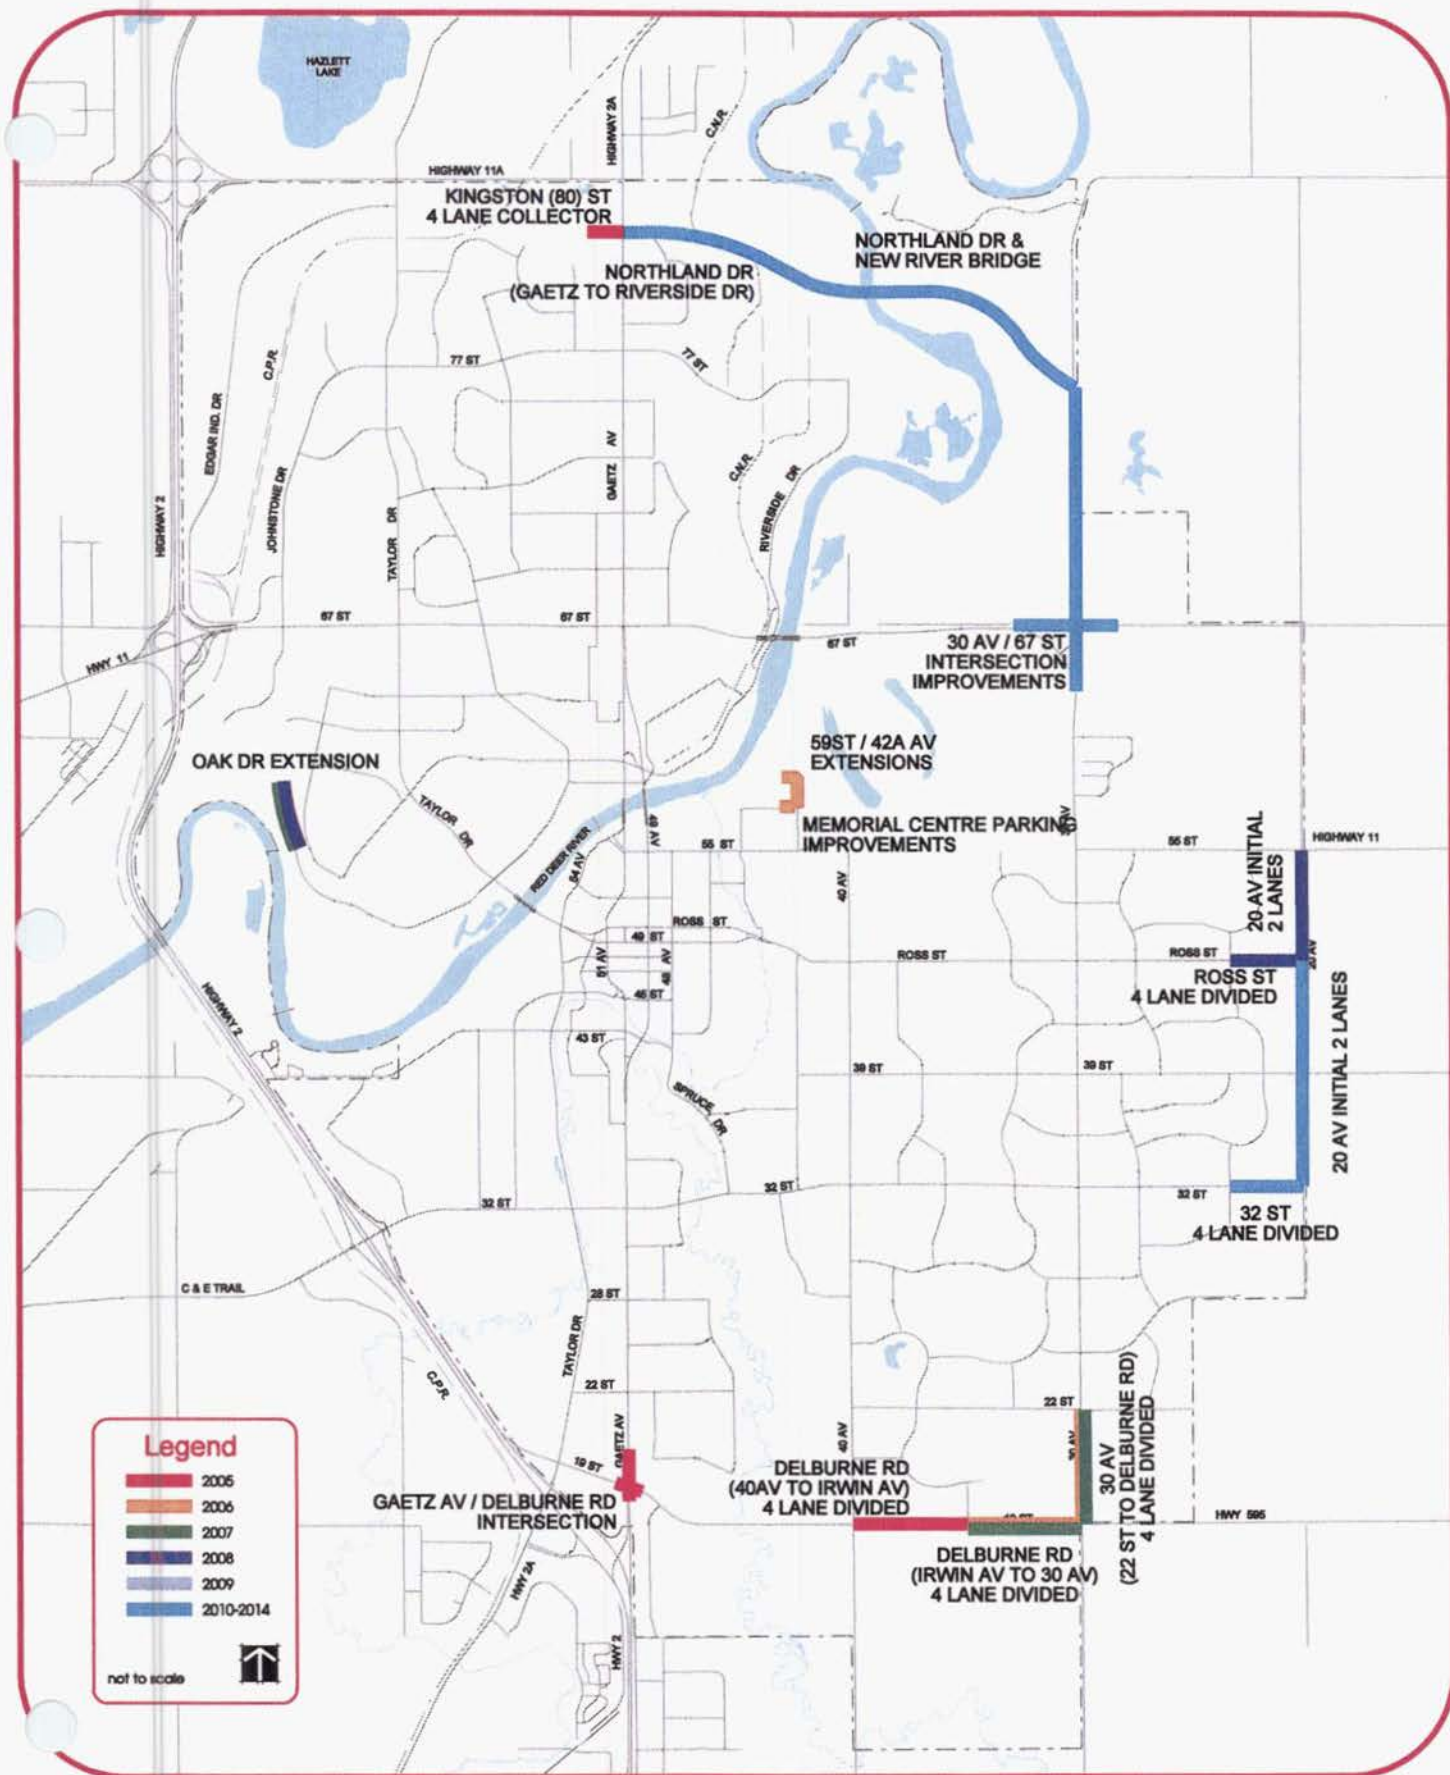 HAZLETT
LAKE
HIGHWAY 2A
C.N.R.
HIGHWAY 11A
KINGSTON (80) ST
4 LANE COLLECTOR
NORTHLAND DR &
NEW RIVER BRIDGE
NORTHLAND DR
(GAETZ TO RIVERSIDE DR)
77 ST
77 ST
C.P.R.
EDGAR IND. DR
JOHNSTONE DR
HIGHWAY 2
TAYLOR DR
GAETZ AV
C.N.R.
RIVERSIDE DR
67 ST
67 ST
67 ST
HWY 11
30 AV / 67 ST
INTERSECTION
IMPROVEMENTS
59ST / 42A AV
EXTENSIONS
OAK DR EXTENSION
TAYLOR DR
RED DEER RIVER
54 AV
49 AV
55 ST
MEMORIAL CENTRE PARKING
IMPROVEMENTS
40 AV
55 ST
HIGHWAY 11
20 AV INITIAL
2 LANES
ROSS ST
49 ST
51 AV
48 AV
45 ST
43 ST
ROSS ST
ROSS ST
20 AV
ROSS ST
4 LANE DIVIDED
20 AV INITIAL 2 LANES
HIGHWAY 2
39 ST
39 ST
SPRUCE DR
32 ST
32 ST
32 ST
32 ST
4 LANE DIVIDED
C & E TRAIL
28 ST
TAYLOR DR
22 ST
22 ST
C.P.R.
GAETZ AV
19 ST
40 AV
30 AV
GAETZ AV / DELBURNE RD
INTERSECTION
DELBURNE RD
(40AV TO IRWIN AV)
4 LANE DIVIDED
30 AV
(22 ST TO DELBURNE RD)
4 LANE DIVIDED
HWY 595
DELBURNE RD
(IRWIN AV TO 30 AV)
4 LANE DIVIDED
HWY 2A
HWY 2
Legend
2005
2006
2007
2008
2009
2010-2014
not to scale